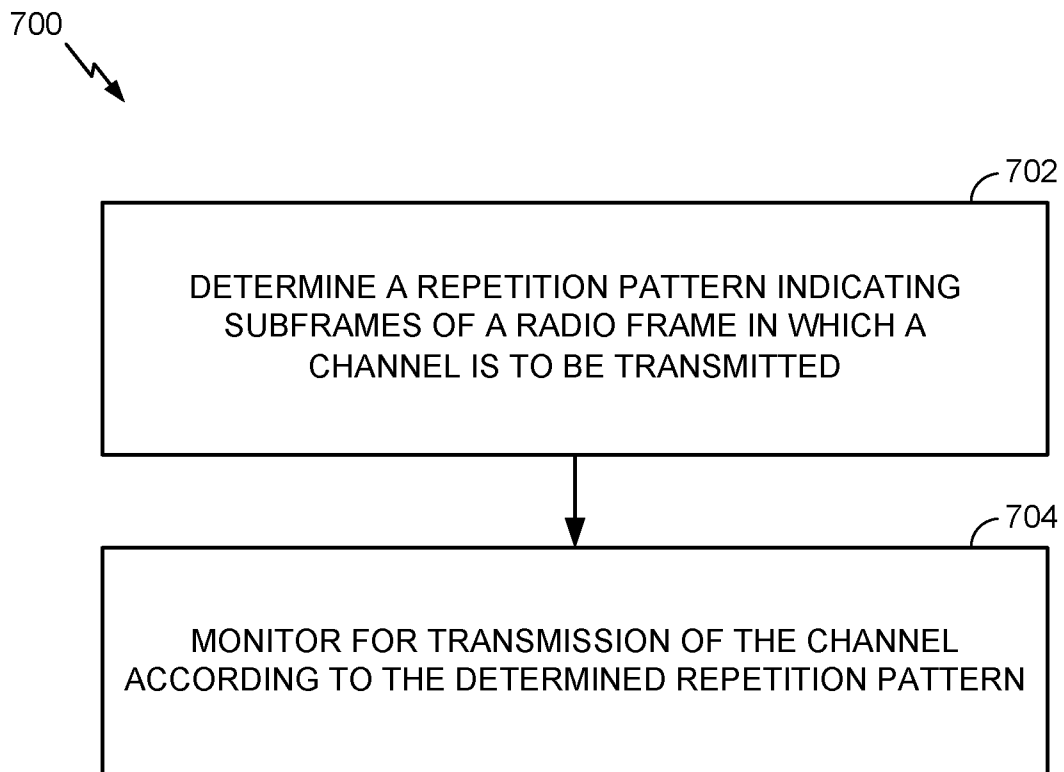 700
702
DETERMINE A REPETITION PATTERN INDICATING
SUBFRAMES OF A RADIO FRAME IN WHICH A
CHANNEL IS TO BE TRANSMITTED
704
MONITOR FOR TRANSMISSION OF THE CHANNEL
ACCORDING TO THE DETERMINED REPETITION PATTERN